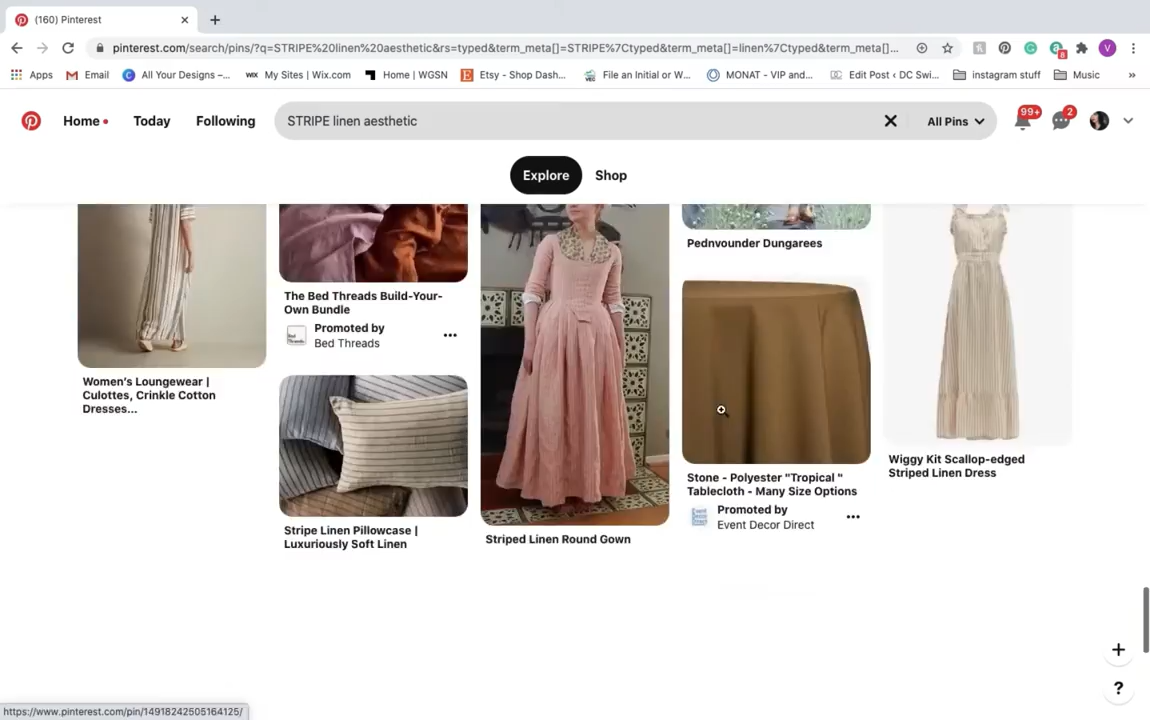 (160) Pinterest
pinterest.com/search/pins/?q=STRIPE%20linen%20aesthetic&rs=typed&term_meta[]=STRIPE%7Ctyped&term_meta[]=linen%7Ctyped&term_meta[]...
8
V
Apps
Email
All Your Designs –...
WIX My Sites | Wix.com
Home | WGSN
E Etsy - Shop Dash...
File an Initial or W...
MONAT - VIP and...
Edit Post ‹ DC Swi...
instagram stuff
Music
»
Home
Today
Following
STRIPE linen aesthetic
All Pins
99+
2
Explore
Shop
Women's Loungewear |
Culottes, Crinkle Cotton
Dresses...
The Bed Threads Build-Your-
Own Bundle
Promoted by
Bed Threads
Stripe Linen Pillowcase |
Luxuriously Soft Linen
Striped Linen Round Gown
Pednvounder Dungarees
Stone - Polyester "Tropical "
Tablecloth - Many Size Options
Promoted by
Event Decor Direct
Wiggy Kit Scallop-edged
Striped Linen Dress
+
?
https://www.pinterest.com/pin/14918242505164125/